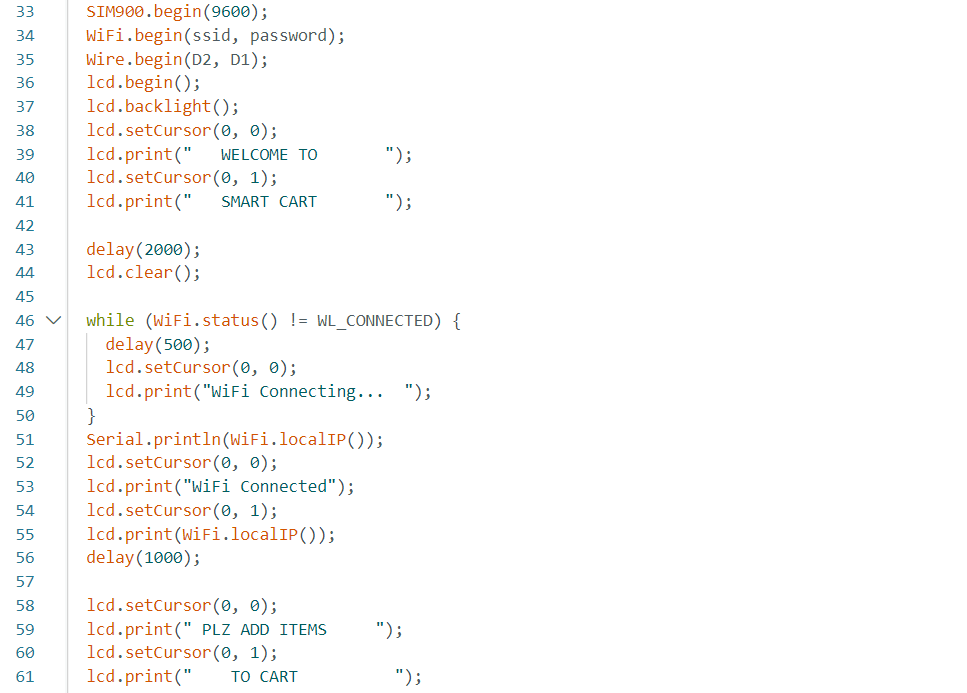 33 SIM900.begin(9600);
34 WiFi.begin(ssid, password);
35 Wire.begin(D2, D1);
36 lcd.begin();
37 lcd.backlight();
38 lcd.setCursor(0, 0);
39 lcd.print("   WELCOME TO       ");
40 lcd.setCursor(0, 1);
41 lcd.print("   SMART CART       ");
42
43 delay(2000);
44 lcd.clear();
45
46 while (WiFi.status() != WL_CONNECTED) {
47   delay(500);
48   lcd.setCursor(0, 0);
49   lcd.print("WiFi Connecting...  ");
50 }
51 Serial.println(WiFi.localIP());
52 lcd.setCursor(0, 0);
53 lcd.print("WiFi Connected");
54 lcd.setCursor(0, 1);
55 lcd.print(WiFi.localIP());
56 delay(1000);
57
58 lcd.setCursor(0, 0);
59 lcd.print(" PLZ ADD ITEMS     ");
60 lcd.setCursor(0, 1);
61 lcd.print("    TO CART          ");